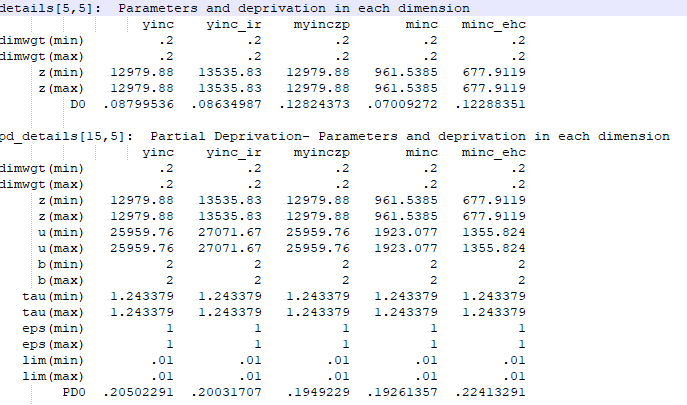 details[5,5]:  Parameters and deprivation in each dimension
yinc yinc_ir myinczp minc minc_ehc
dimwgt(min) .2 .2 .2 .2 .2
dimwgt(max) .2 .2 .2 .2 .2
z(min) 12979.88 13535.83 12979.88 961.5385 677.9119
z(max) 12979.88 13535.83 12979.88 961.5385 677.9119
D0 .08799536 .08634987 .12824373 .07009272 .12288351
pd_details[15,5]:  Partial Deprivation- Parameters and deprivation in each dimension
yinc yinc_ir myinczp minc minc_ehc
dimwgt(min) .2 .2 .2 .2 .2
dimwgt(max) .2 .2 .2 .2 .2
z(min) 12979.88 13535.83 12979.88 961.5385 677.9119
z(max) 12979.88 13535.83 12979.88 961.5385 677.9119
u(min) 25959.76 27071.67 25959.76 1923.077 1355.824
u(max) 25959.76 27071.67 25959.76 1923.077 1355.824
b(min) 2 2 2 2 2
b(max) 2 2 2 2 2
tau(min) 1.243379 1.243379 1.243379 1.243379 1.243379
tau(max) 1.243379 1.243379 1.243379 1.243379 1.243379
eps(min) 1 1 1 1 1
eps(max) 1 1 1 1 1
lim(min) .01 .01 .01 .01 .01
lim(max) .01 .01 .01 .01 .01
PD0 .20502291 .20031707 .1949229 .19261357 .22413291